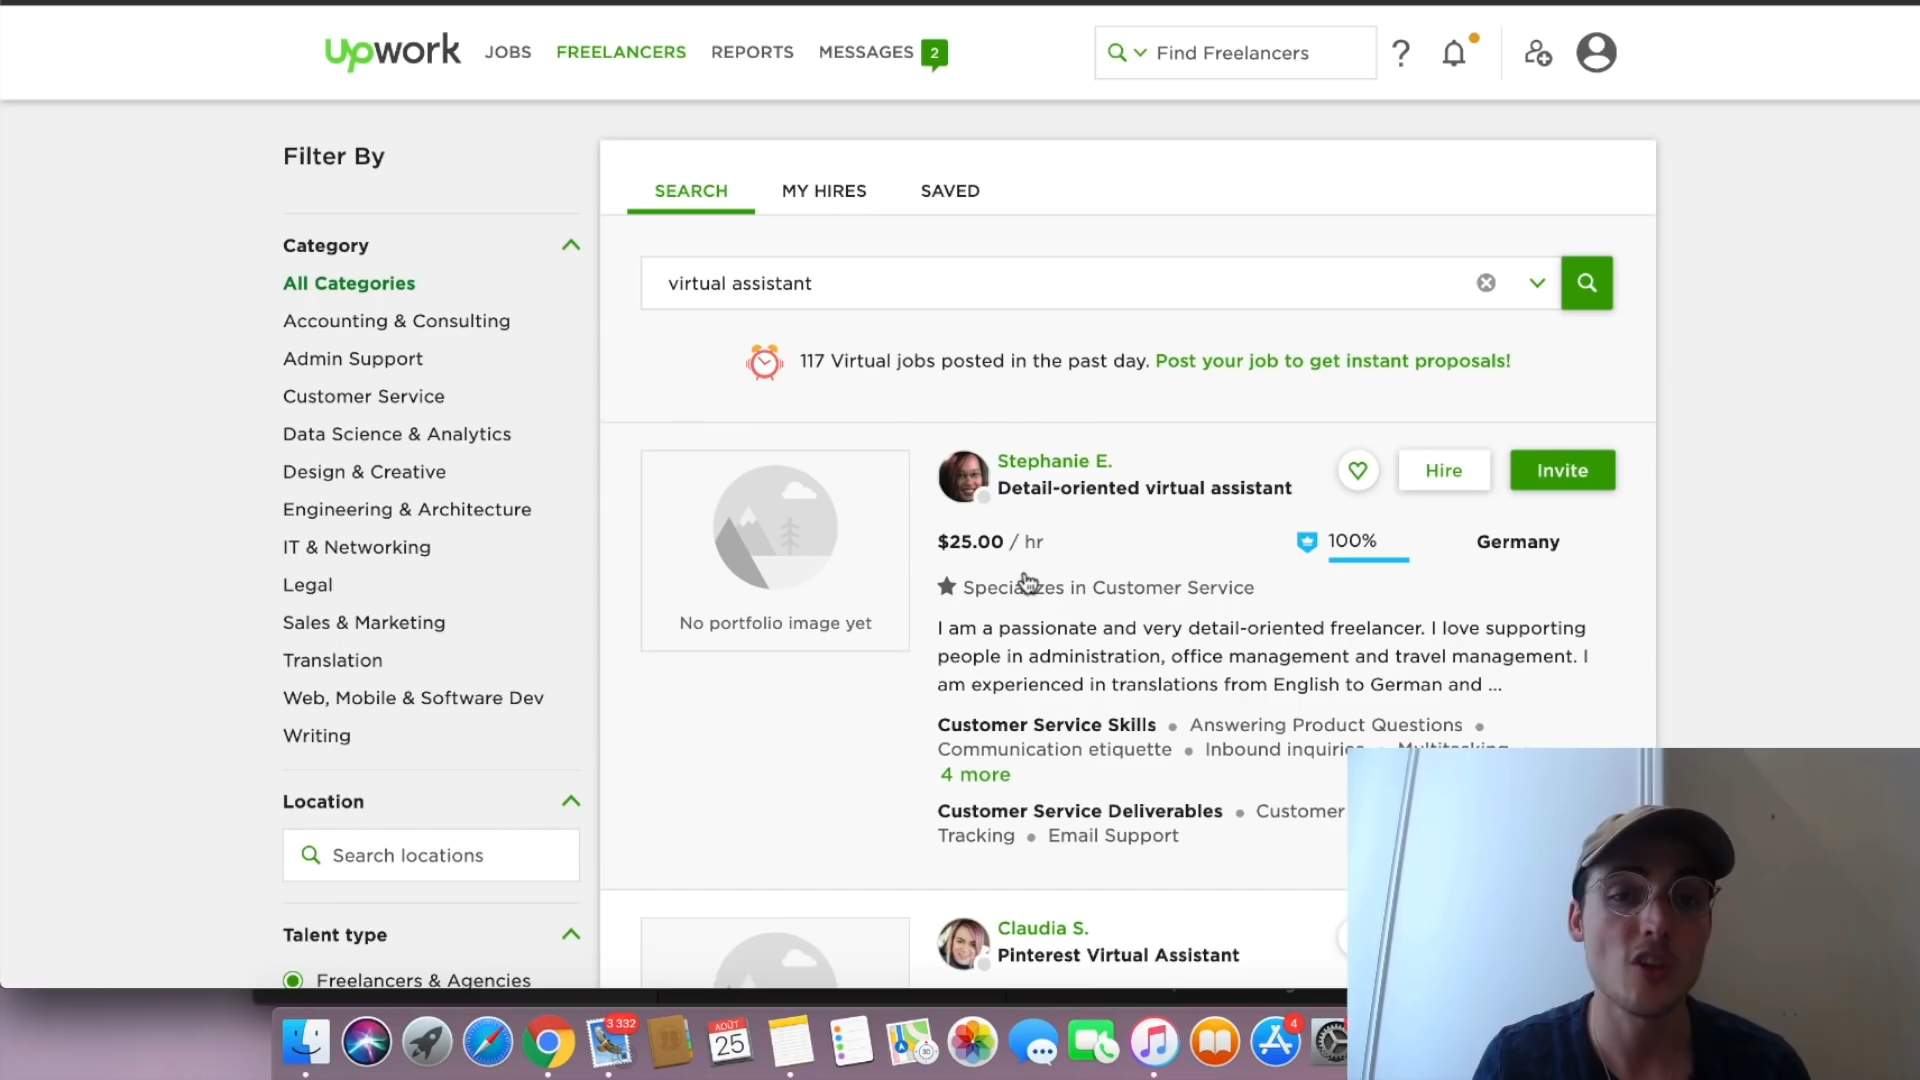 upwork JOBS FREELANCERS REPORTS MESSAGES 2 Find Freelancers ?
Filter By
Category
All Categories
Accounting & Consulting
Admin Support
Customer Service
Data Science & Analytics
Design & Creative
Engineering & Architecture
IT & Networking
Legal
Sales & Marketing
Translation
Web, Mobile & Software Dev
Writing
Location
Search locations
Talent type
Freelancers & Agencies
SEARCH MY HIRES SAVED
virtual assistant
117 Virtual jobs posted in the past day. Post your job to get instant proposals!
No portfolio image yet
Stephanie E.
Detail-oriented virtual assistant
Hire Invite
$25.00 / hr 100% Germany
Specializes in Customer Service
I am a passionate and very detail-oriented freelancer. I love supporting
people in administration, office management and travel management. I
am experienced in translations from English to German and ...
Customer Service Skills • Answering Product Questions •
Communication etiquette • Inbound inquiries • Multitasking
4 more
Customer Service Deliverables • Customer
Tracking • Email Support
Claudia S.
Pinterest Virtual Assistant
3 332
AOÛT
25
4